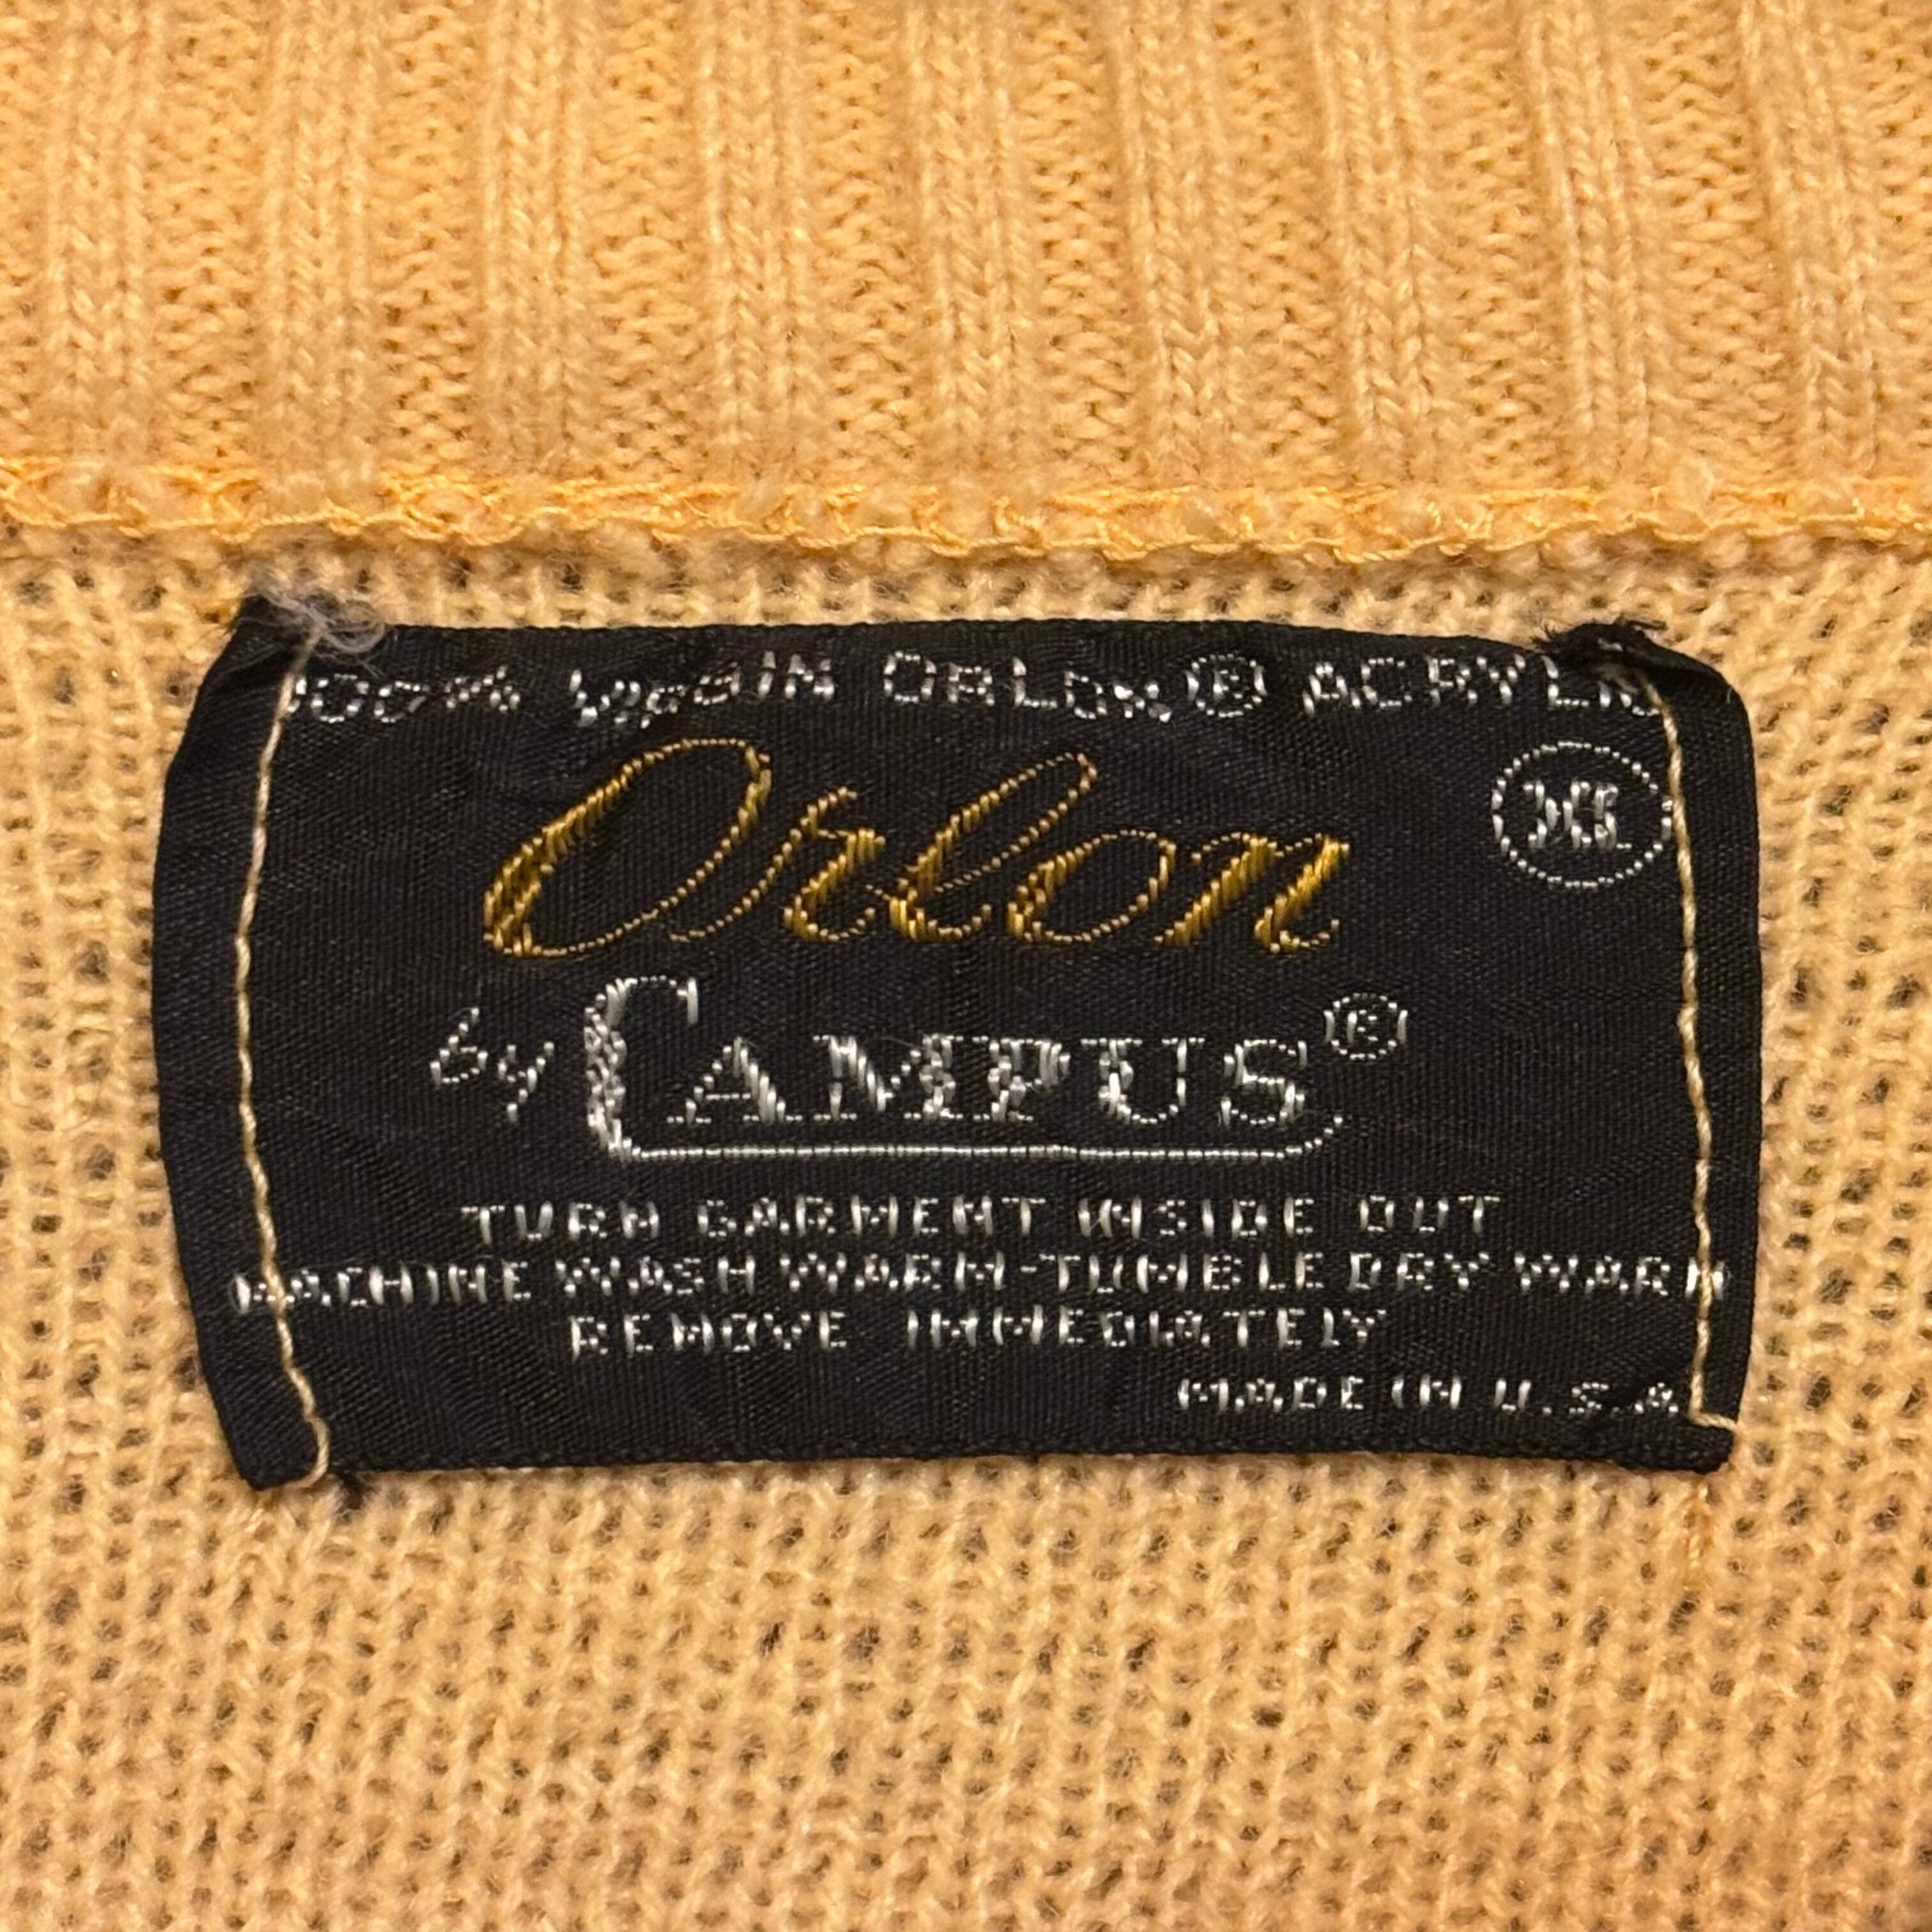 100% VIRGIN ORLON® ACRYLIC
Orlon
XL
by CAMPUS®
TURN GARMENT INSIDE OUT
MACHINE WASH WARM-TUMBLE DRY WARM
REMOVE IMMEDIATELY
MADE IN U.S.A